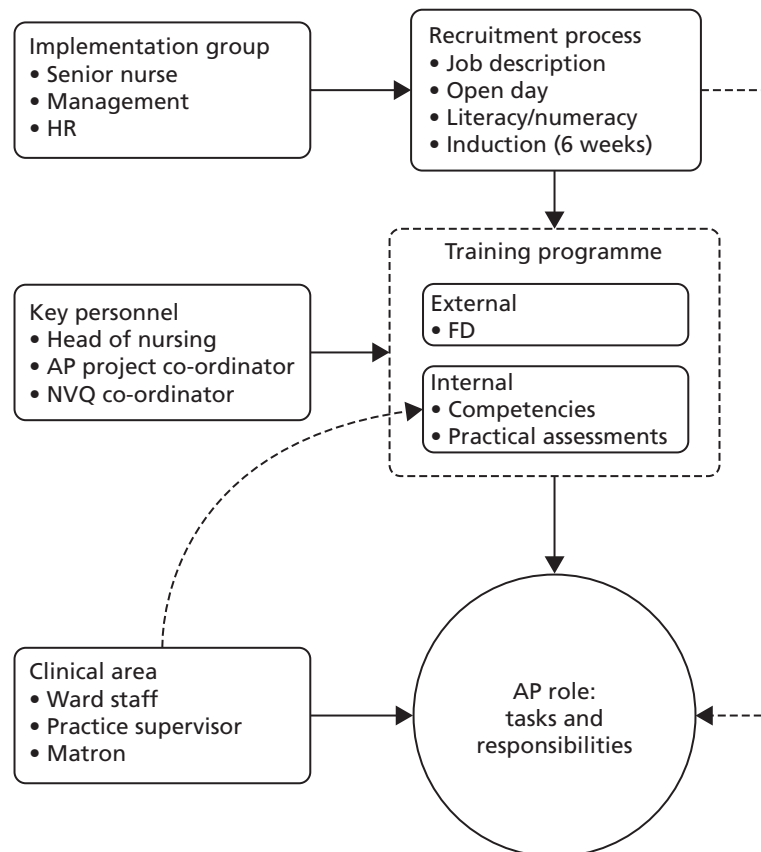 Implementation group
• Senior nurse
• Management
• HR
Recruitment process
• Job description
• Open day
• Literacy/numeracy
• Induction (6 weeks)
Training programme
External
• FD
Internal
• Competencies
• Practical assessments
Key personnel
• Head of nursing
• AP project co-ordinator
• NVQ co-ordinator
Clinical area
• Ward staff
• Practice supervisor
• Matron
AP role:
tasks and
responsibilities